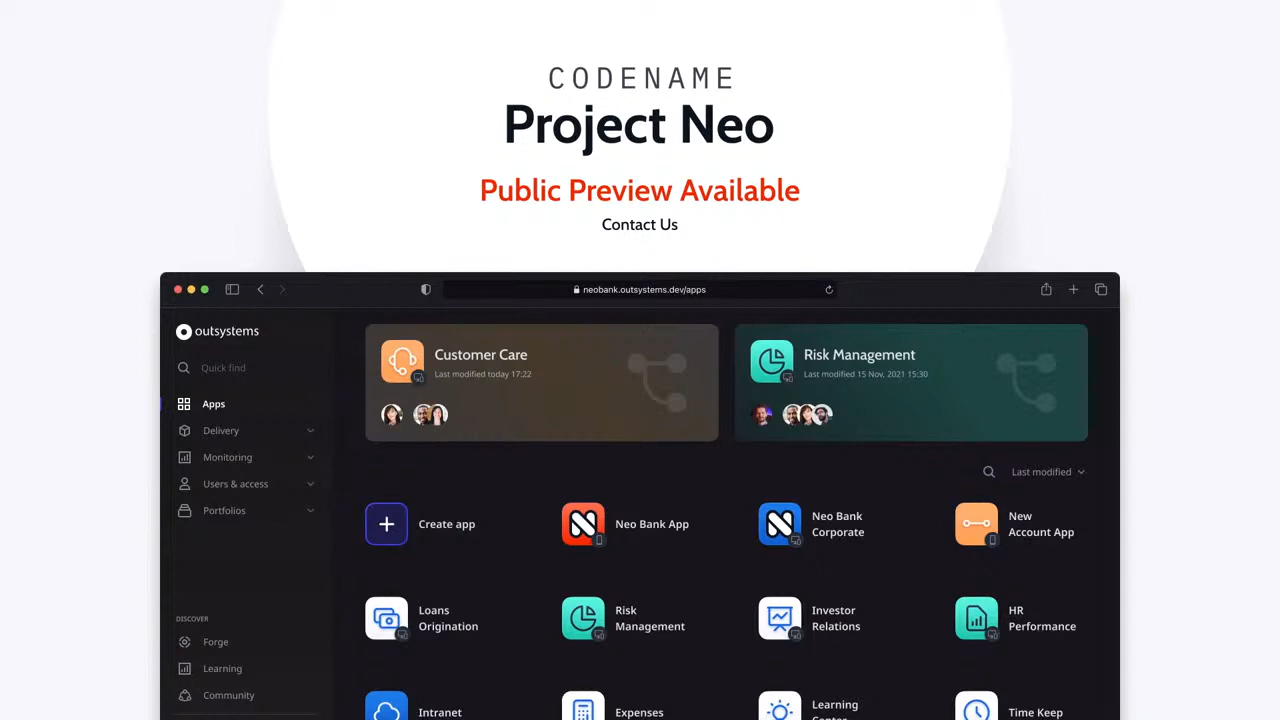 CODENAME
Project Neo
Public Preview Available
Contact Us
neobank.outsystems.dev/apps
outsystems
Quick find
Apps
Delivery
Monitoring
Users & access
Portfolios
DISCOVER
Forge
Learning
Community
Customer Care
Last modified today 17:22
Risk Management
Last modified 15 Nov, 2021 15:30
Last modified
Create app
Neo Bank App
Neo Bank
Corporate
New
Account App
Loans
Origination
Risk
Management
Investor
Relations
HR
Performance
Intranet
Expenses
Learning
Center
Time Keep